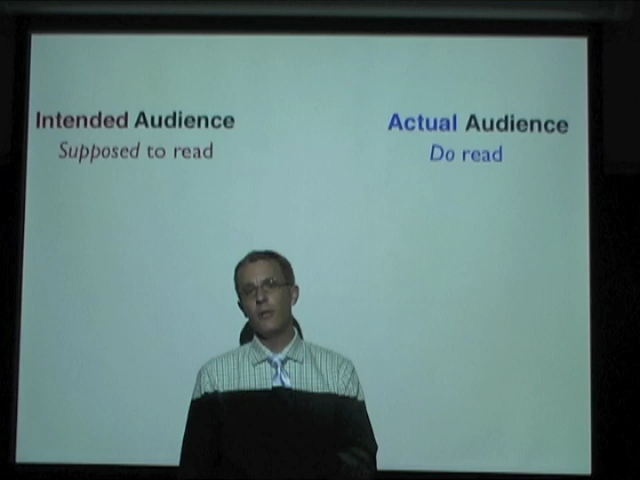 Intended Audience
Supposed to read
Actual Audience
Do read